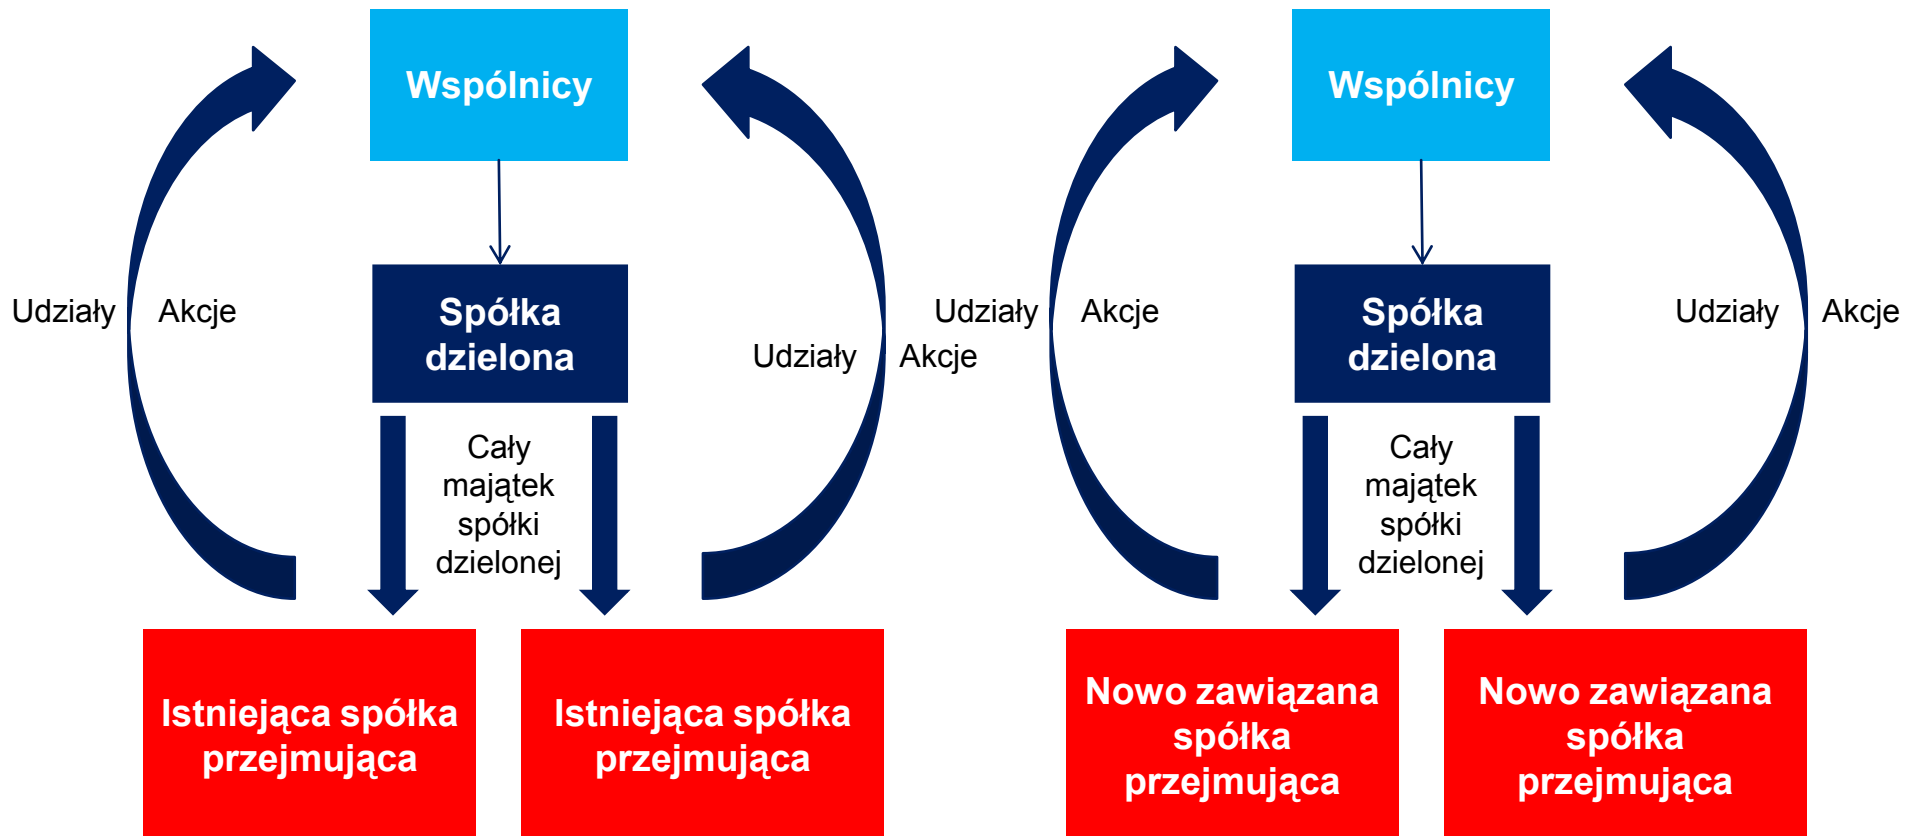 Wspólnicy
Udziały
Akcje
Spółka
dzielona
Udziały
Akcje
Cały
majątek
spółki
dzielonej
Istniejąca spółka
przejmująca
Istniejąca spółka
przejmująca
Wspólnicy
Udziały
Akcje
Spółka
dzielona
Udziały
Akcje
Cały
majątek
spółki
dzielonej
Nowo zawiązana
spółka
przejmująca
Nowo zawiązana
spółka
przejmująca